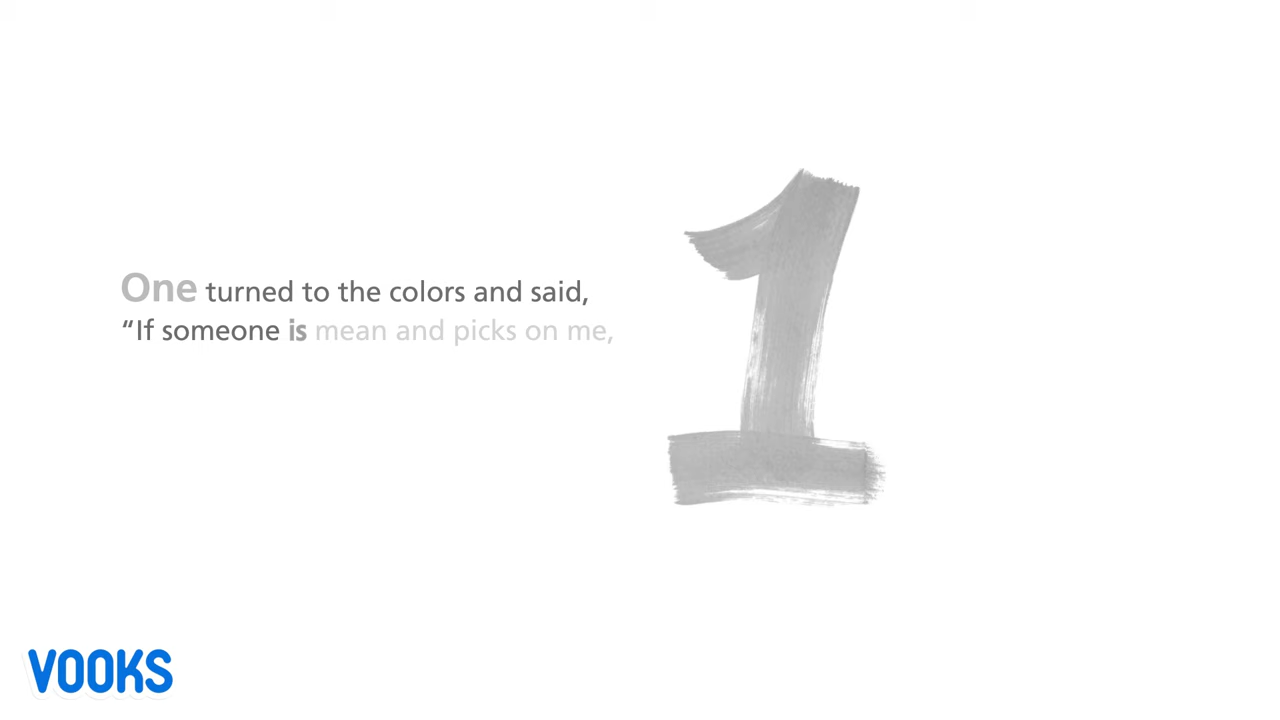 One turned to the colors and said,
“If someone is mean and picks on me,
1
VOOKS